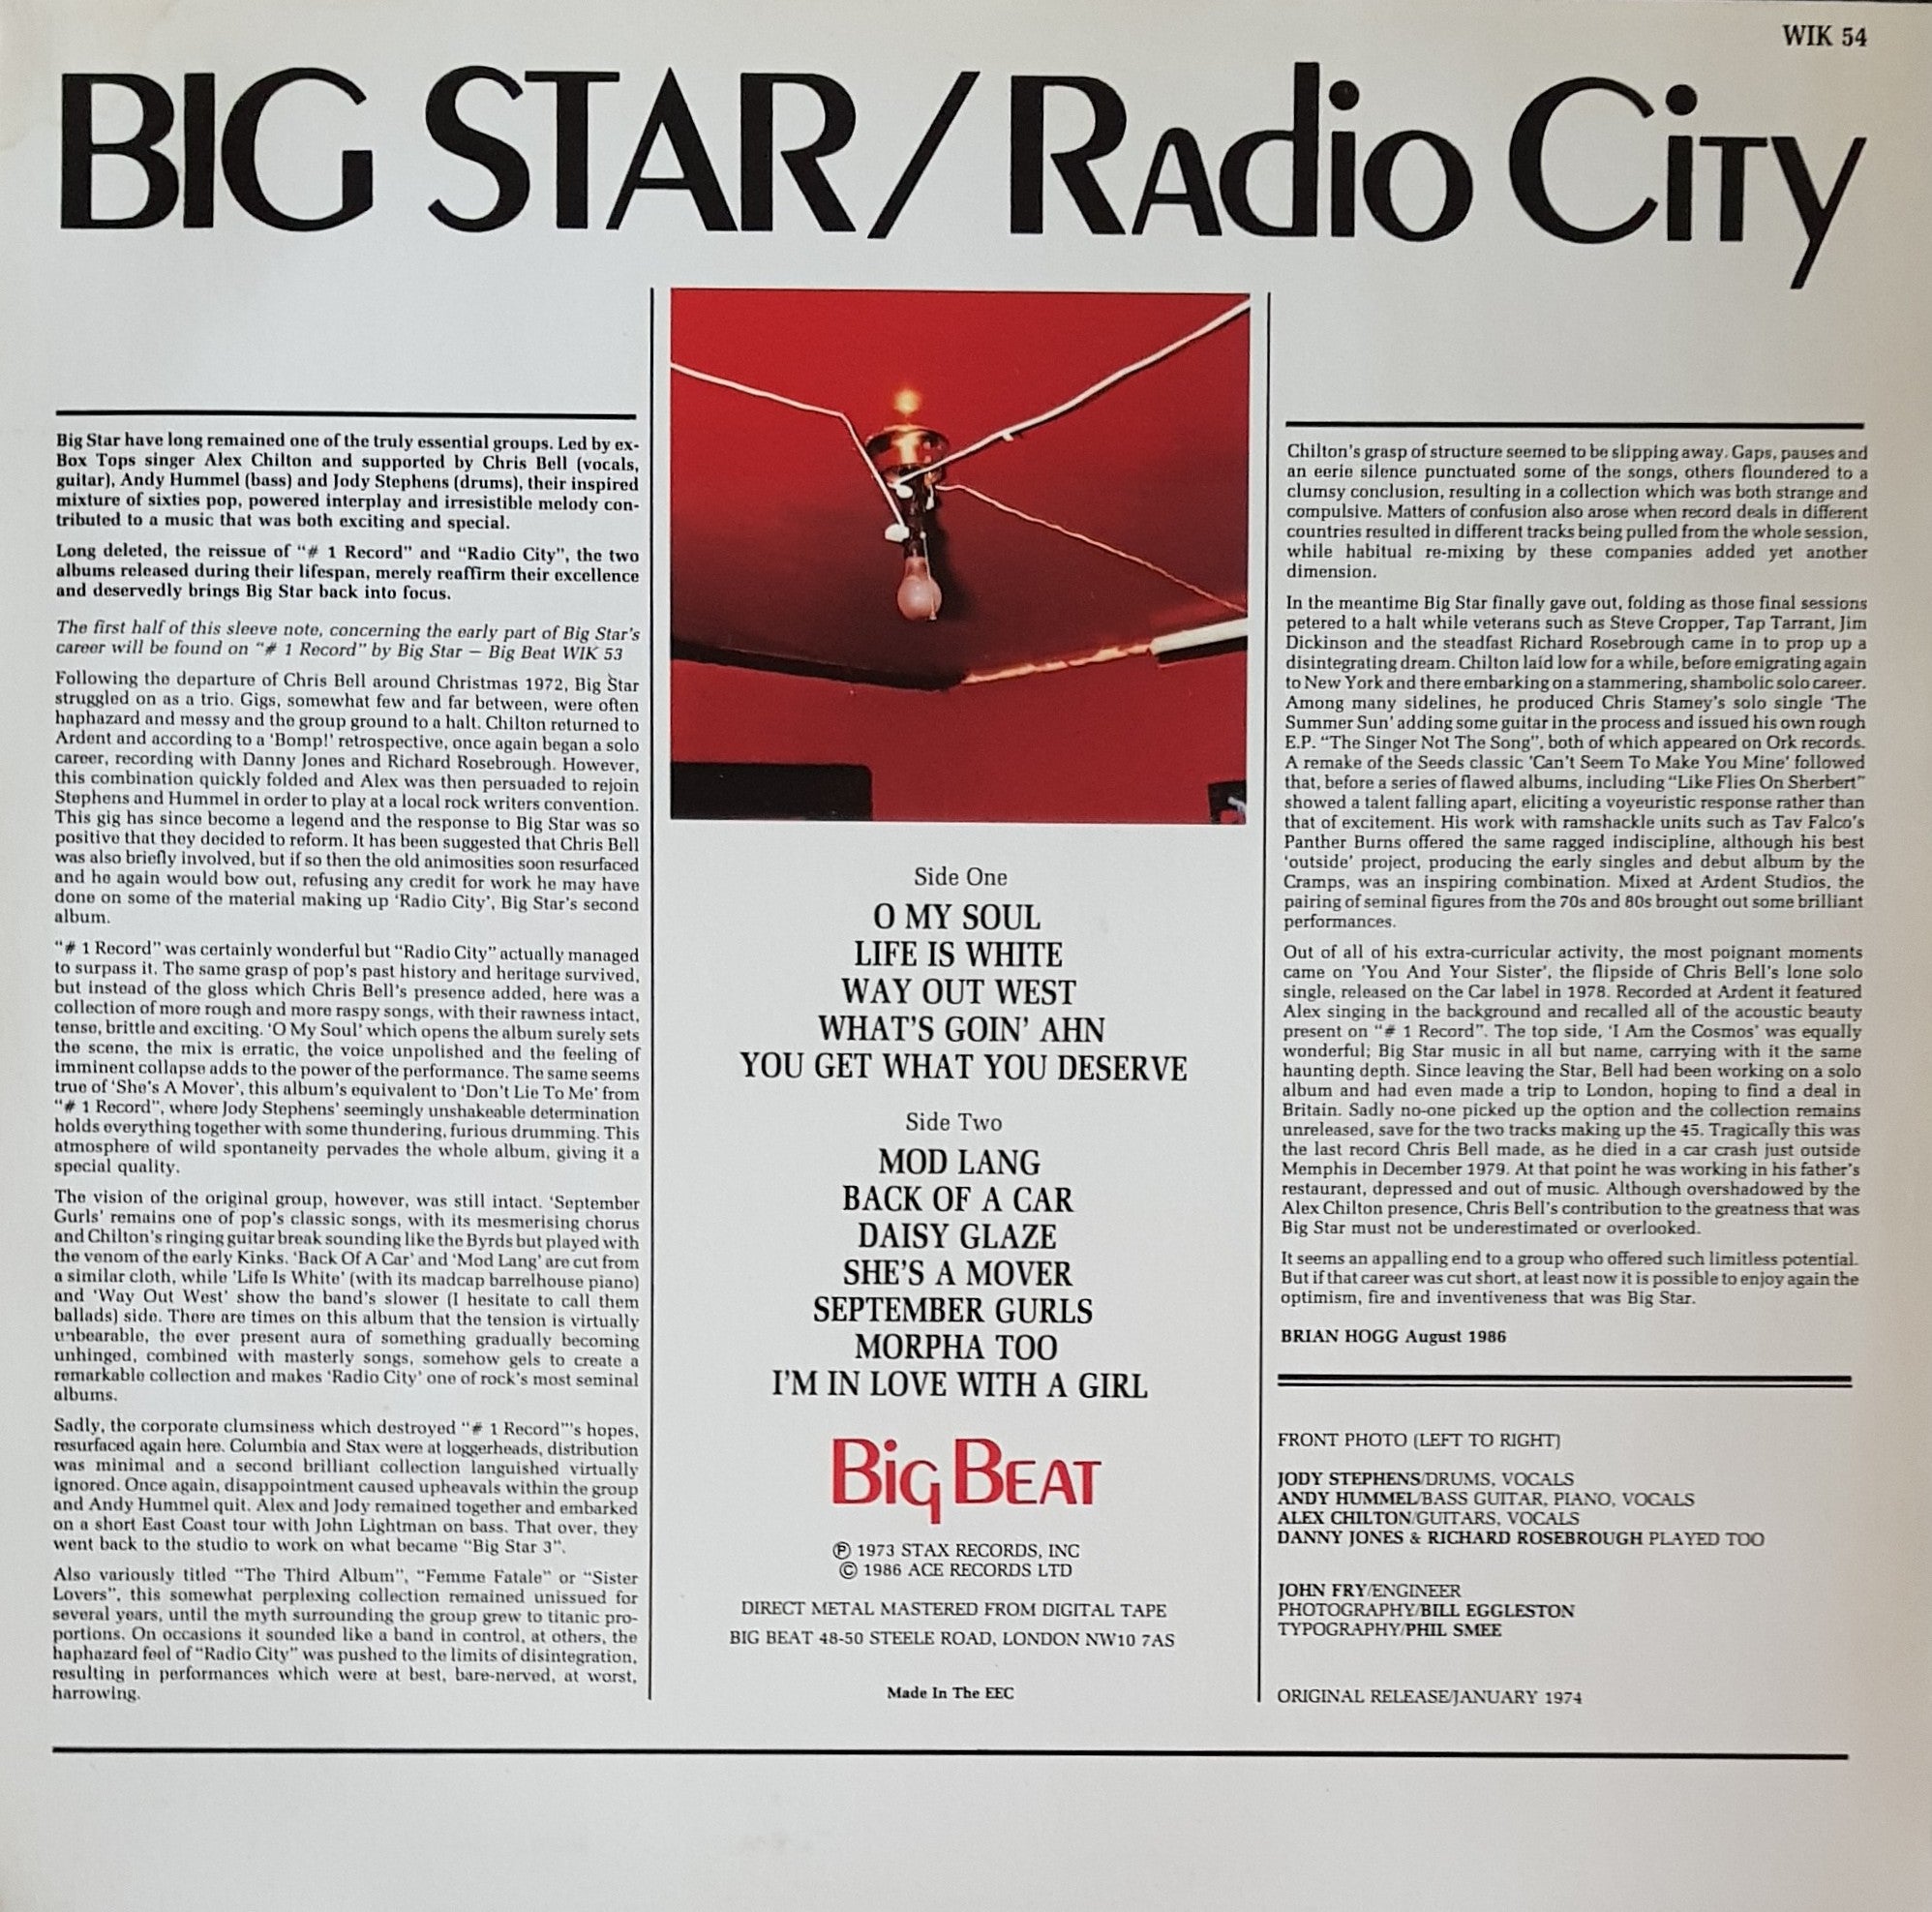 WIK 54
BIG STAR/Radio City
Big Star have long remained one of the truly essential groups. Led by ex-
Box Tops singer Alex Chilton and supported by Chris Bell (vocals,
guitar), Andy Hummel (bass) and Jody Stephens (drums), their inspired
mixture of sixties pop, powered interplay and irresistible melody con-
tributed to a music that was both exciting and special.
Long deleted, the reissue of “# 1 Record” and “Radio City”, the two
albums released during their lifespan, merely reaffirm their excellence
and deservedly brings Big Star back into focus.
The first half of this sleeve note, concerning the early part of Big Star's
career will be found on “# 1 Record” by Big Star – Big Beat WIK 53
Following the departure of Chris Bell around Christmas 1972, Big Star
struggled on as a trio. Gigs, somewhat few and far between, were often
haphazard and messy and the group ground to a halt. Chilton returned to
Ardent and according to a 'Bomp!' retrospective, once again began a solo
career, recording with Danny Jones and Richard Rosebrough. However,
this combination quickly folded and Alex was then persuaded to rejoin
Stephens and Hummel in order to play at a local rock writers convention.
This gig has since become a legend and the response to Big Star was so
positive that they decided to reform. It has been suggested that Chris Bell
was also briefly involved, but if so then the old animosities soon resurfaced
and he again would bow out, refusing any credit for work he may have
done on some of the material making up ‘Radio City’, Big Star's second
album.
“# 1 Record” was certainly wonderful but “Radio City” actually managed
to surpass it. The same grasp of pop's past history and heritage survived,
but instead of the gloss which Chris Bell's presence added, here was a
collection of more rough and more raspy songs, with their rawness intact,
tense, brittle and exciting. ‘O My Soul’ which opens the album surely sets
the scene, the mix is erratic, the voice unpolished and the feeling of
imminent collapse adds to the power of the performance. The same seems
true of ‘She's A Mover’, this album's equivalent to ‘Don't Lie To Me’ from
“# 1 Record”, where Jody Stephens’ seemingly unshakeable determination
holds everything together with some thundering, furious drumming. This
atmosphere of wild spontaneity pervades the whole album, giving it a
special quality.
The vision of the original group, however, was still intact. ‘September
Gurls’ remains one of pop's classic songs, with its mesmerising chorus
and Chilton's ringing guitar break sounding like the Byrds but played with
the venom of the early Kinks. ‘Back Of A Car’ and ‘Mod Lang’ are cut from
a similar cloth, while ‘Life Is White’ (with its madcap barrelhouse piano)
and ‘Way Out West’ show the band's slower (I hesitate to call them
ballads) side. There are times on this album that the tension is virtually
unbearable, the ever present aura of something gradually becoming
unhinged, combined with masterly songs, somehow gels to create a
remarkable collection and makes ‘Radio City’ one of rock's most seminal
albums.
Sadly, the corporate clumsiness which destroyed “# 1 Record”'s hopes,
resurfaced again here. Columbia and Stax were at loggerheads, distribution
was minimal and a second brilliant collection languished virtually
ignored. Once again, disappointment caused upheavals within the group
and Andy Hummel quit. Alex and Jody remained together and embarked
on a short East Coast tour with John Lightman on bass. That over, they
went back to the studio to work on what became “Big Star 3”.
Also variously titled “The Third Album”, “Femme Fatale” or “Sister
Lovers”, this somewhat perplexing collection remained unissued for
several years, until the myth surrounding the group grew to titanic pro-
portions. On occasions it sounded like a band in control, at others, the
haphazard feel of “Radio City” was pushed to the limits of disintegration,
resulting in performances which were at best, bare-nerved, at worst,
harrowing.
Side One
O MY SOUL
LIFE IS WHITE
WAY OUT WEST
WHAT'S GOIN' AHN
YOU GET WHAT YOU DESERVE
Side Two
MOD LANG
BACK OF A CAR
DAISY GLAZE
SHE'S A MOVER
SEPTEMBER GURLS
MORPHA TOO
I'M IN LOVE WITH A GIRL
Big Beat
℗ 1973 STAX RECORDS, INC
© 1986 ACE RECORDS LTD
DIRECT METAL MASTERED FROM DIGITAL TAPE
BIG BEAT 48-50 STEELE ROAD, LONDON NW10 7AS
Made In The EEC
Chilton's grasp of structure seemed to be slipping away. Gaps, pauses and
an eerie silence punctuated some of the songs, others floundered to a
clumsy conclusion, resulting in a collection which was both strange and
compulsive. Matters of confusion also arose when record deals in different
countries resulted in different tracks being pulled from the whole session,
while habitual re-mixing by these companies added yet another
dimension.
In the meantime Big Star finally gave out, folding as those final sessions
petered to a halt while veterans such as Steve Cropper, Tap Tarrant, Jim
Dickinson and the steadfast Richard Rosebrough came in to prop up a
disintegrating dream. Chilton laid low for a while, before emigrating again
to New York and there embarking on a stammering, shambolic solo career.
Among many sidelines, he produced Chris Stamey's solo single ‘The
Summer Sun’ adding some guitar in the process and issued his own rough
E.P. “The Singer Not The Song”, both of which appeared on Ork records.
A remake of the Seeds classic ‘Can't Seem To Make You Mine’ followed
that, before a series of flawed albums, including “Like Flies On Sherbert”
showed a talent falling apart, eliciting a voyeuristic response rather than
that of excitement. His work with ramshackle units such as Tav Falco's
Panther Burns offered the same ragged indiscipline, although his best
‘outside’ project, producing the early singles and debut album by the
Cramps, was an inspiring combination. Mixed at Ardent Studios, the
pairing of seminal figures from the 70s and 80s brought out some brilliant
performances.
Out of all of his extra-curricular activity, the most poignant moments
came on ‘You And Your Sister’, the flipside of Chris Bell's lone solo
single, released on the Car label in 1978. Recorded at Ardent it featured
Alex singing in the background and recalled all of the acoustic beauty
present on “# 1 Record”. The top side, ‘I Am the Cosmos’ was equally
wonderful; Big Star music in all but name, carrying with it the same
haunting depth. Since leaving the Star, Bell had been working on a solo
album and had even made a trip to London, hoping to find a deal in
Britain. Sadly no-one picked up the option and the collection remains
unreleased, save for the two tracks making up the 45. Tragically this was
the last record Chris Bell made, as he died in a car crash just outside
Memphis in December 1979. At that point he was working in his father's
restaurant, depressed and out of music. Although overshadowed by the
Alex Chilton presence, Chris Bell's contribution to the greatness that was
Big Star must not be underestimated or overlooked.
It seems an appalling end to a group who offered such limitless potential.
But if that career was cut short, at least now it is possible to enjoy again the
optimism, fire and inventiveness that was Big Star.
BRIAN HOGG August 1986
FRONT PHOTO (LEFT TO RIGHT)
JODY STEPHENS/DRUMS, VOCALS
ANDY HUMMEL/BASS GUITAR, PIANO, VOCALS
ALEX CHILTON/GUITARS, VOCALS
DANNY JONES & RICHARD ROSEBROUGH PLAYED TOO
JOHN FRY/ENGINEER
PHOTOGRAPHY/BILL EGGLESTON
TYPOGRAPHY/PHIL SMEE
ORIGINAL RELEASE/JANUARY 1974